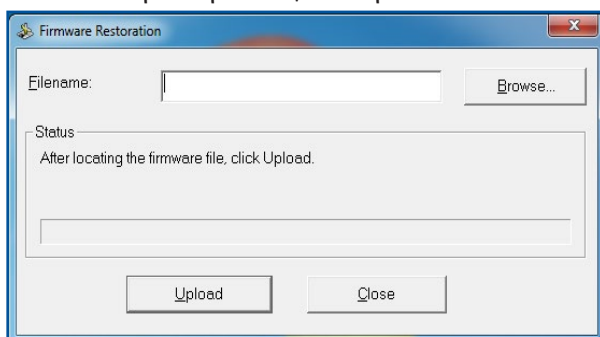 Firmware Restoration
Filename:
Browse...
Status
After locating the firmware file, click Upload.
Upload
Close